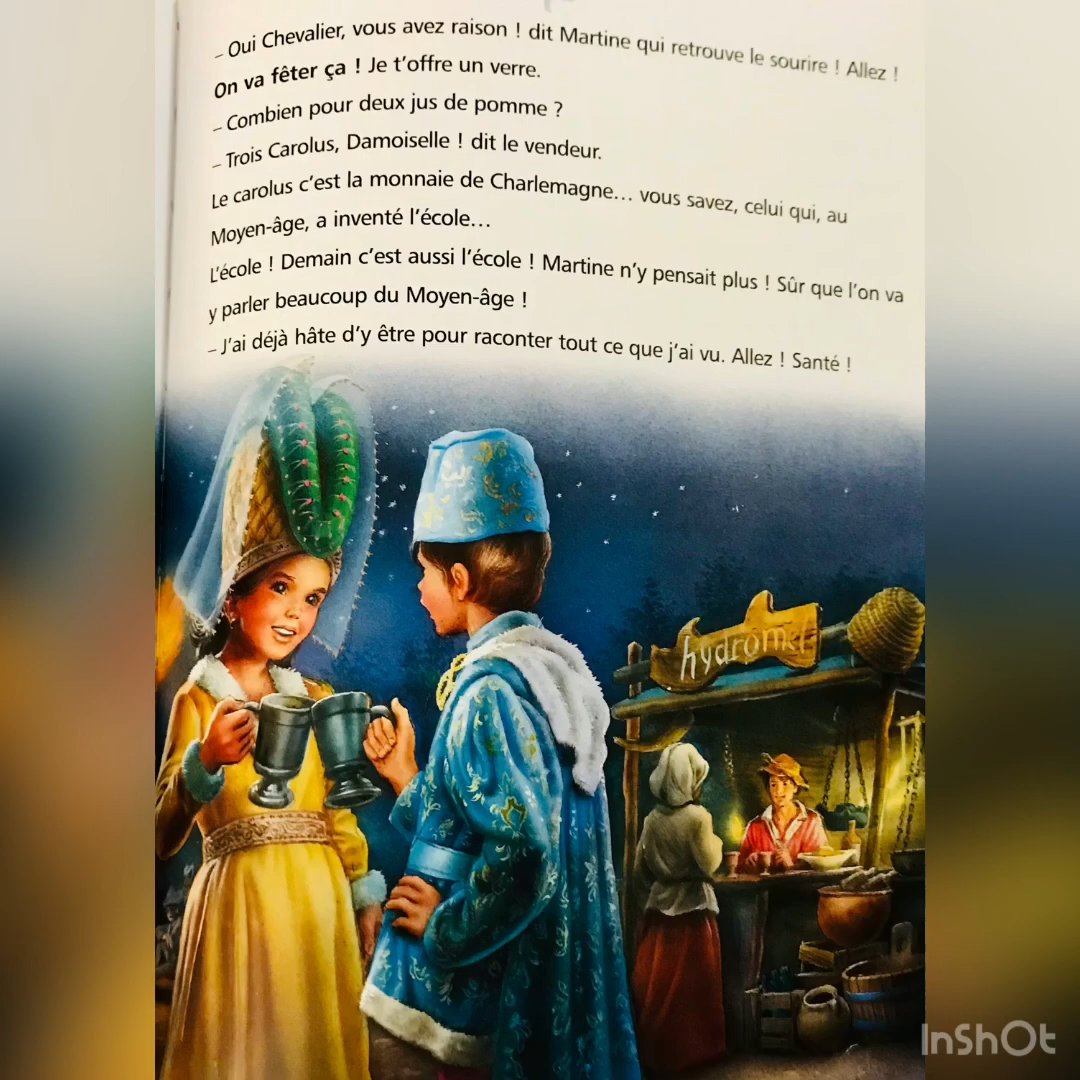 – Oui Chevalier, vous avez raison ! dit Martine qui retrouve le sourire ! Allez !
On va fêter ça ! Je t'offre un verre.
– Combien pour deux jus de pomme ?
– Trois Carolus, Damoiselle ! dit le vendeur.
Le carolus c'est la monnaie de Charlemagne… vous savez, celui qui, au
Moyen-âge, a inventé l'école…
L'école ! Demain c'est aussi l'école ! Martine n'y pensait plus ! Sûr que l'on va
y parler beaucoup du Moyen-âge !
– J'ai déjà hâte d'y être pour raconter tout ce que j'ai vu. Allez ! Santé !
hydromel
InShOt